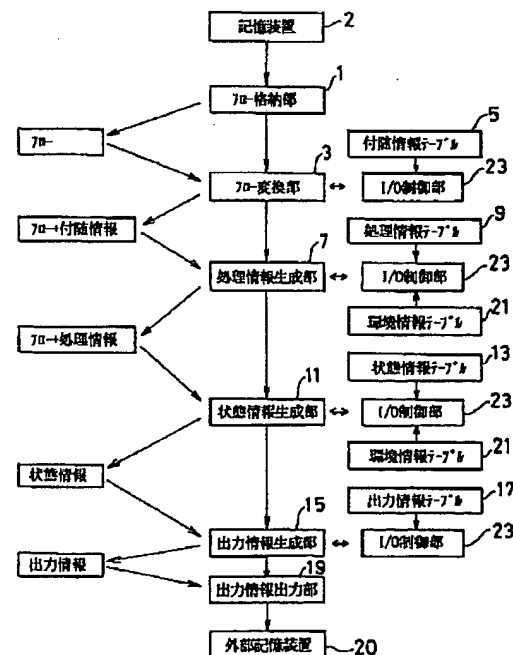 記憶装置
2
1
ﾌﾛｰ格納部
5
ﾌﾛｰ
付随情報ﾃｰﾌﾞﾙ
3
23
ﾌﾛｰ変換部
I/O制御部
9
ﾌﾛｰ→付随情報
処理情報ﾃｰﾌﾞﾙ
7
23
処理情報生成部
I/O制御部
21
ﾌﾛｰ→処理情報
環境情報ﾃｰﾌﾞﾙ
13
状態情報ﾃｰﾌﾞﾙ
11
23
状態情報生成部
I/O制御部
環境情報ﾃｰﾌﾞﾙ
21
状態情報
17
出力情報ﾃｰﾌﾞﾙ
15
23
出力情報生成部
I/O制御部
出力情報
19
出力情報出力部
外部記憶装置
20